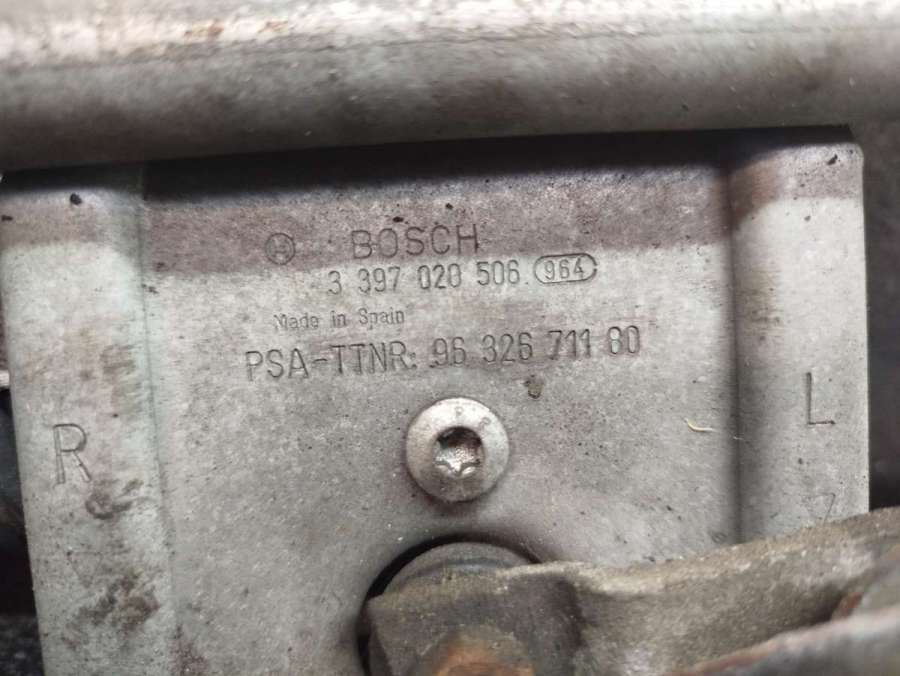 BOSCH
3 397 020 506 964
Made in Spain
PSA-TTNR: 96 326 711 80
R
L